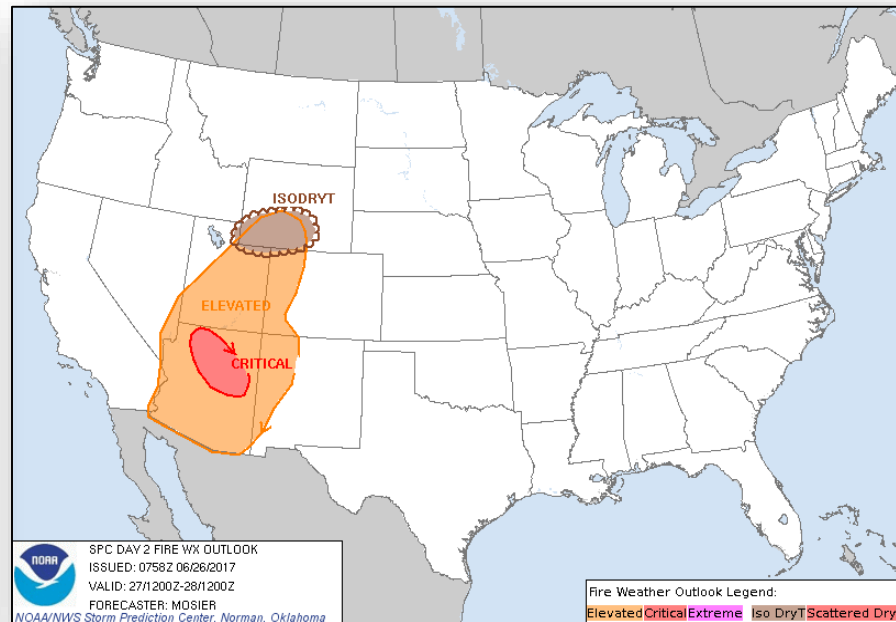 ISODRYT
ELEVATED
CRITICAL
NOAA
SPC DAY 2 FIRE WX OUTLOOK
ISSUED: 0758Z 06/26/2017
VALID: 27/1200Z-28/1200Z
FORECASTER: MOSIER
NOAA/NWS Storm Prediction Center, Norman, Oklahoma
Fire Weather Outlook Legend:
Elevated Critical Extreme Iso DryT Scattered Dry